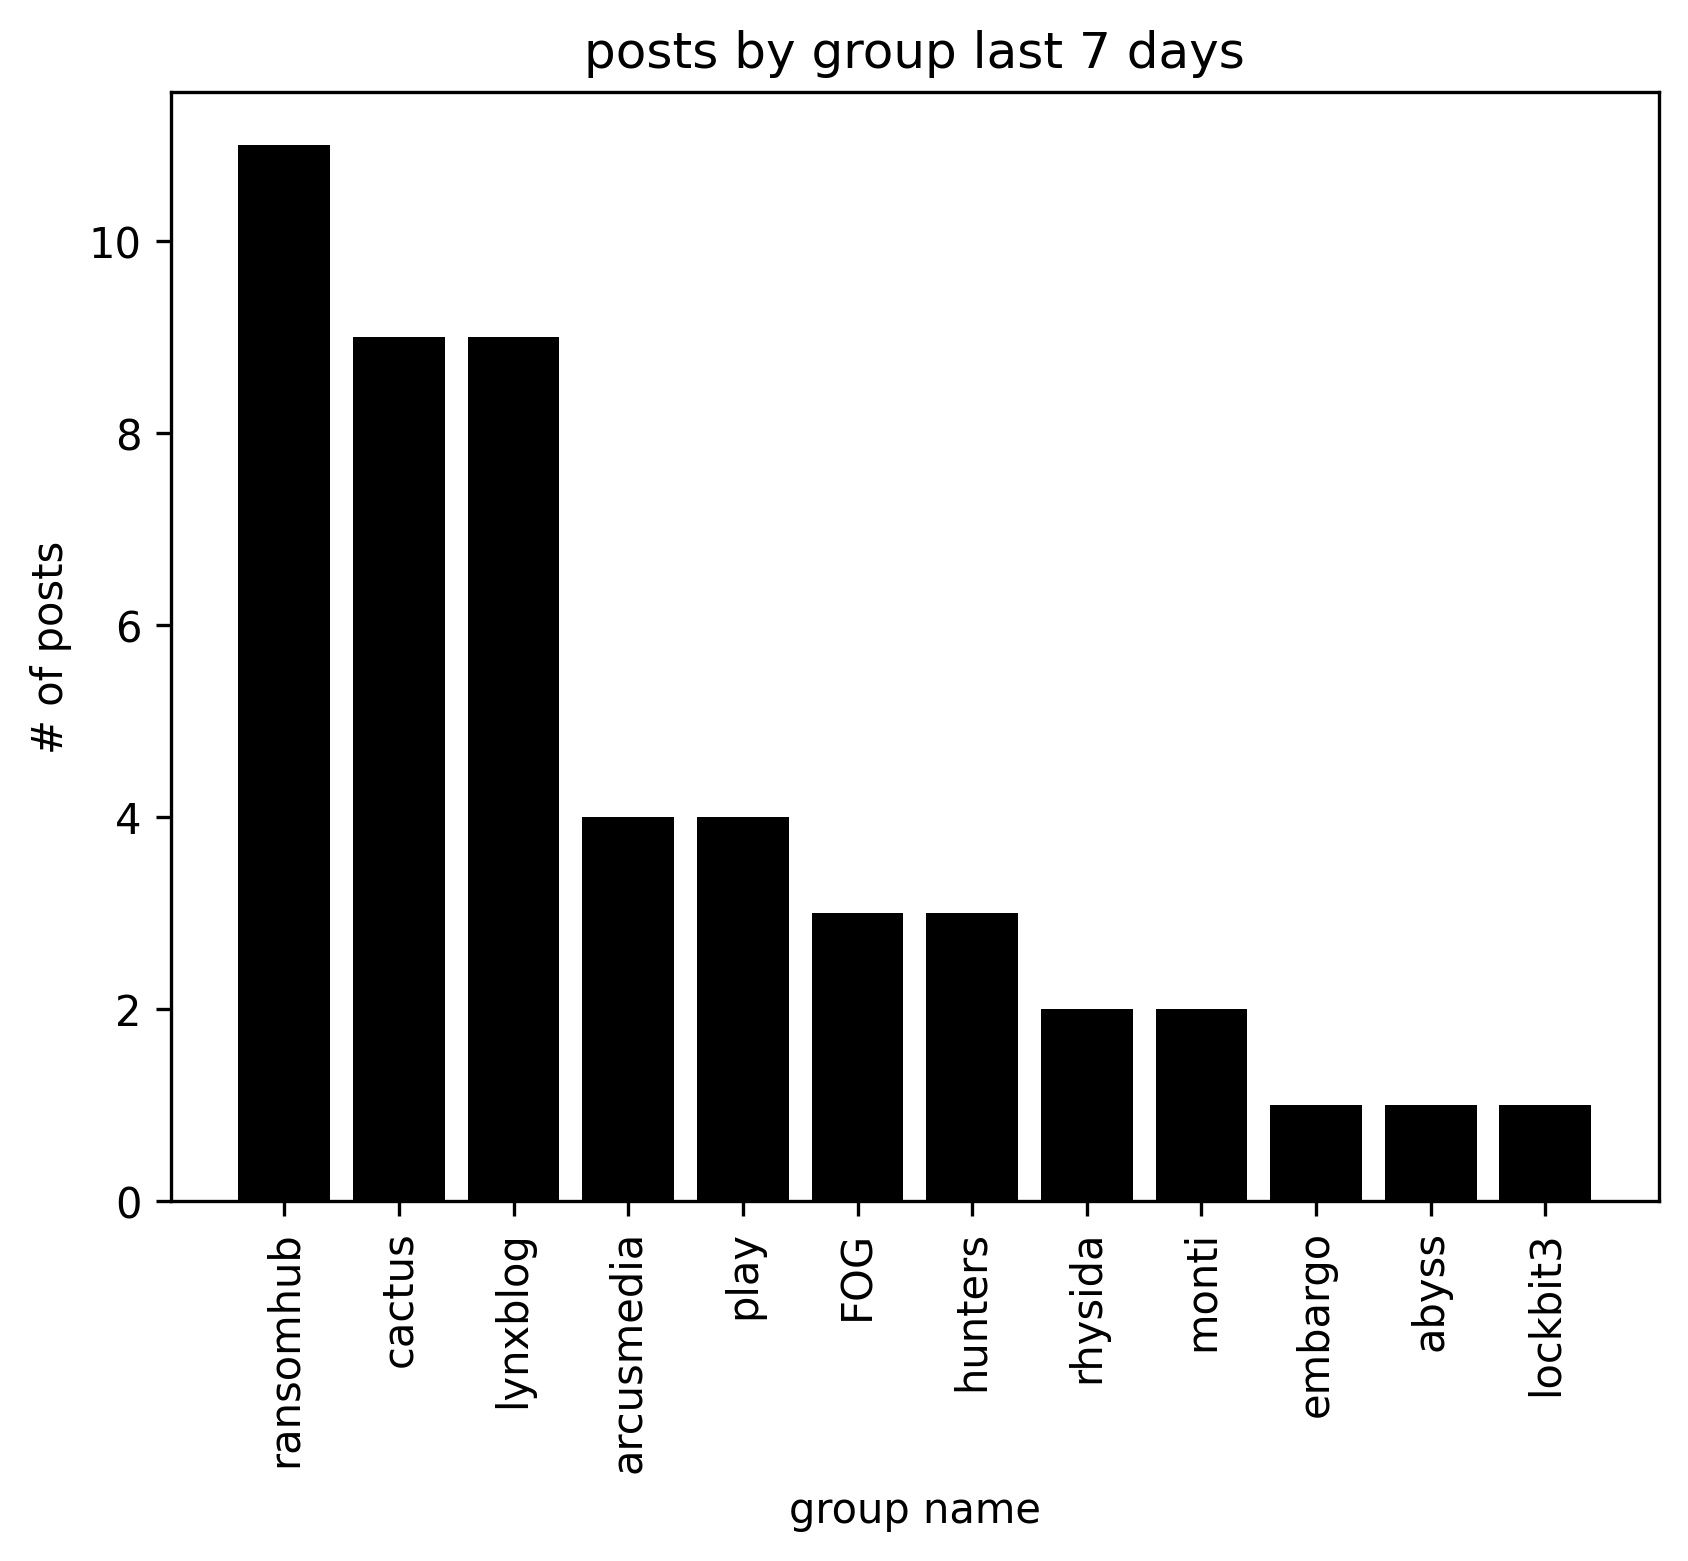 posts by group last 7 days
# of posts
10
8
6
4
2
0
ransomhub
cactus
lynxblog
arcusmedia
play
FOG
hunters
rhysida
monti
embargo
abyss
lockbit3
group name